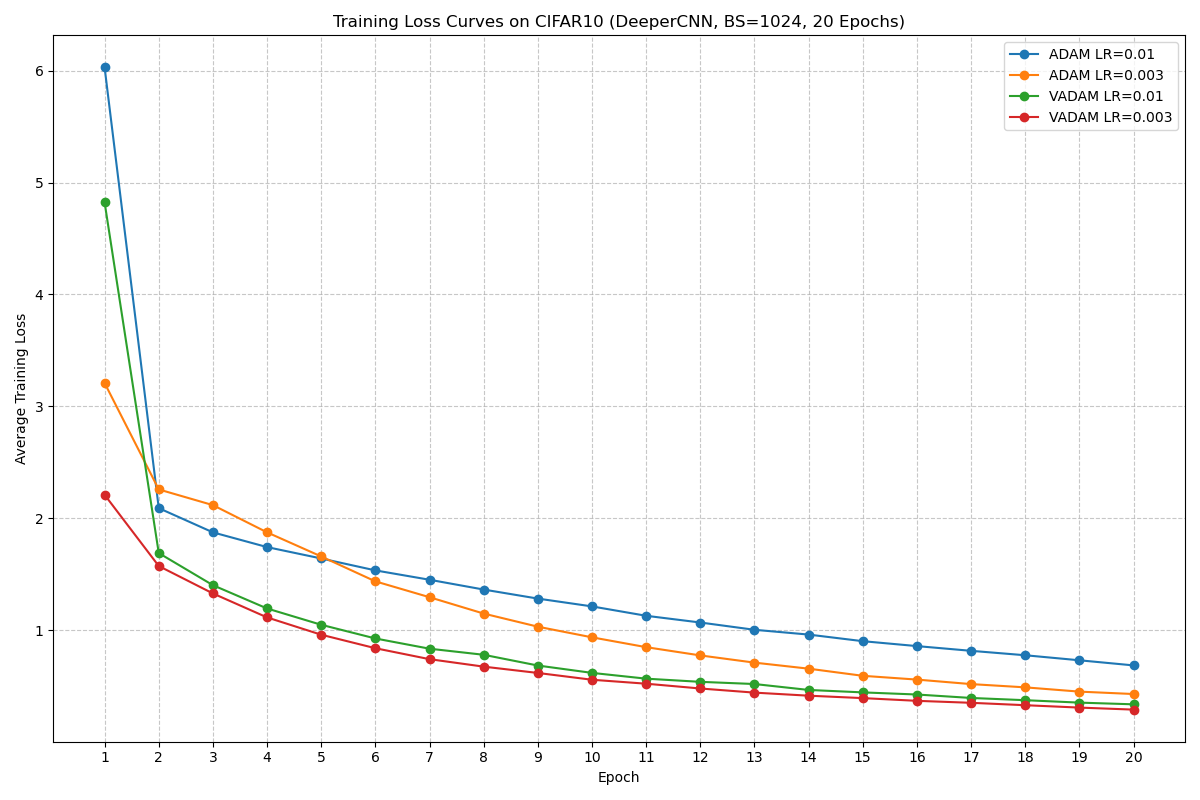 Training Loss Curves on CIFAR10 (DeeperCNN, BS=1024, 20 Epochs)
ADAM LR=0.01
ADAM LR=0.003
VADAM LR=0.01
VADAM LR=0.003
Average Training Loss
6
5
4
3
2
1
1 2 3 4 5 6 7 8 9 10 11 12 13 14 15 16 17 18 19 20
Epoch